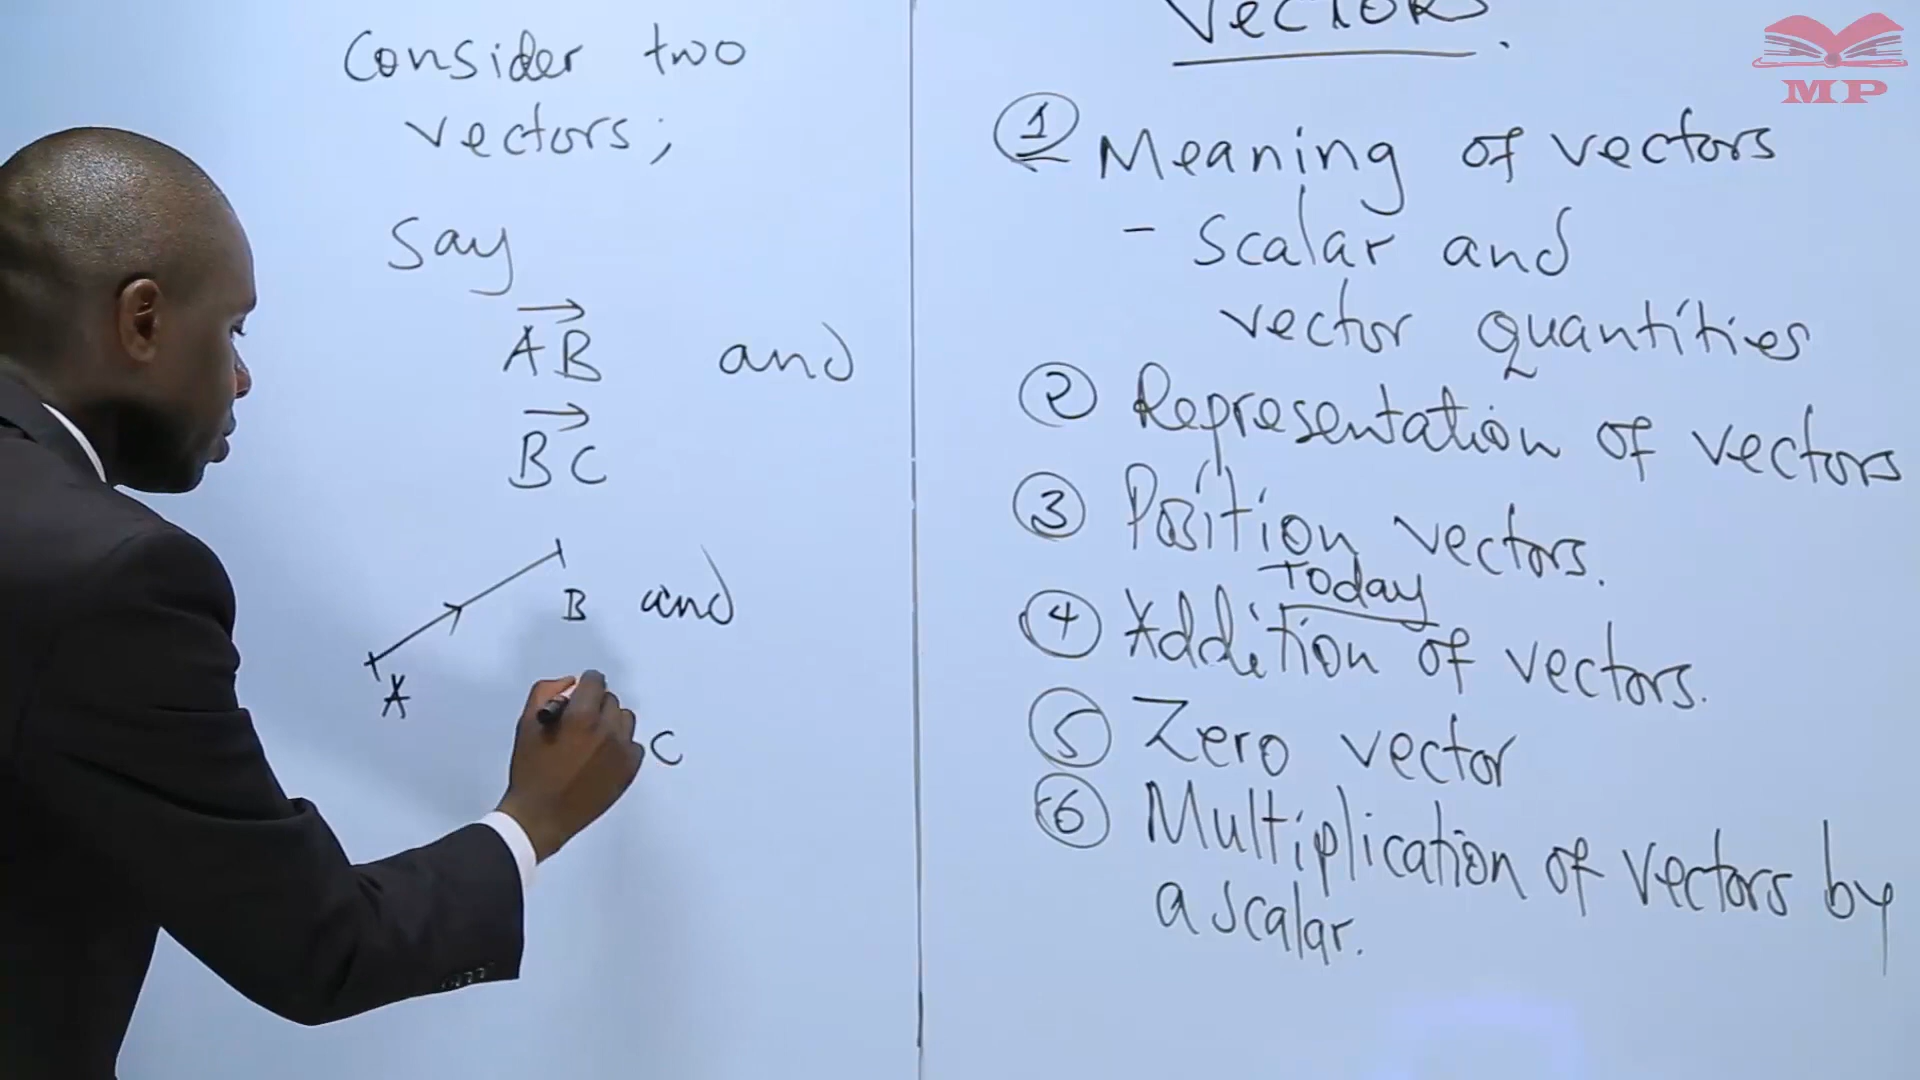 Consider two
vectors;
say
AB and
BC
B and
A
C
Vectors.
① Meaning of vectors
- Scalar and
vector quantities
② Representation of vectors
③ Position vectors.
Today
④ Addition of vectors.
⑤ Zero vector
⑥ Multiplication of vectors by
a scalar.
MP